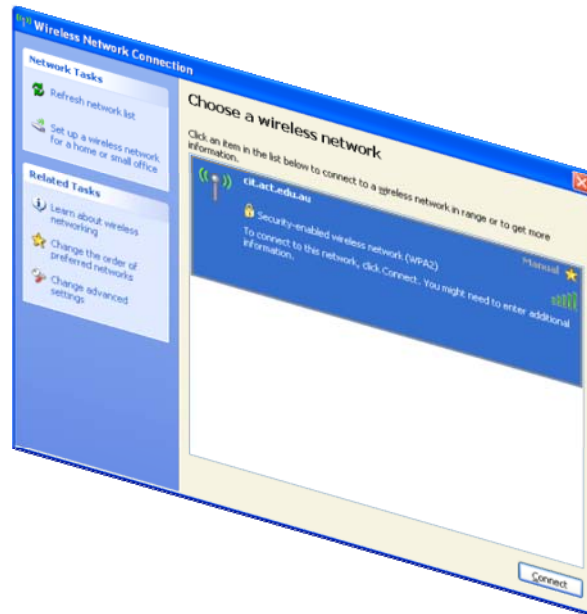 Wireless Network Connection
Network Tasks
Refresh network list
Set up a wireless network
for a home or small office
Related Tasks
Learn about wireless
networking
Change the order of
preferred networks
Change advanced
settings
Choose a wireless network
Click an item in the list below to connect to a wireless network in range or to get more
information.
cit.act.edu.au
Manual
Security-enabled wireless network (WPA2)
To connect to this network, click Connect. You might need to enter additional
information.
Connect